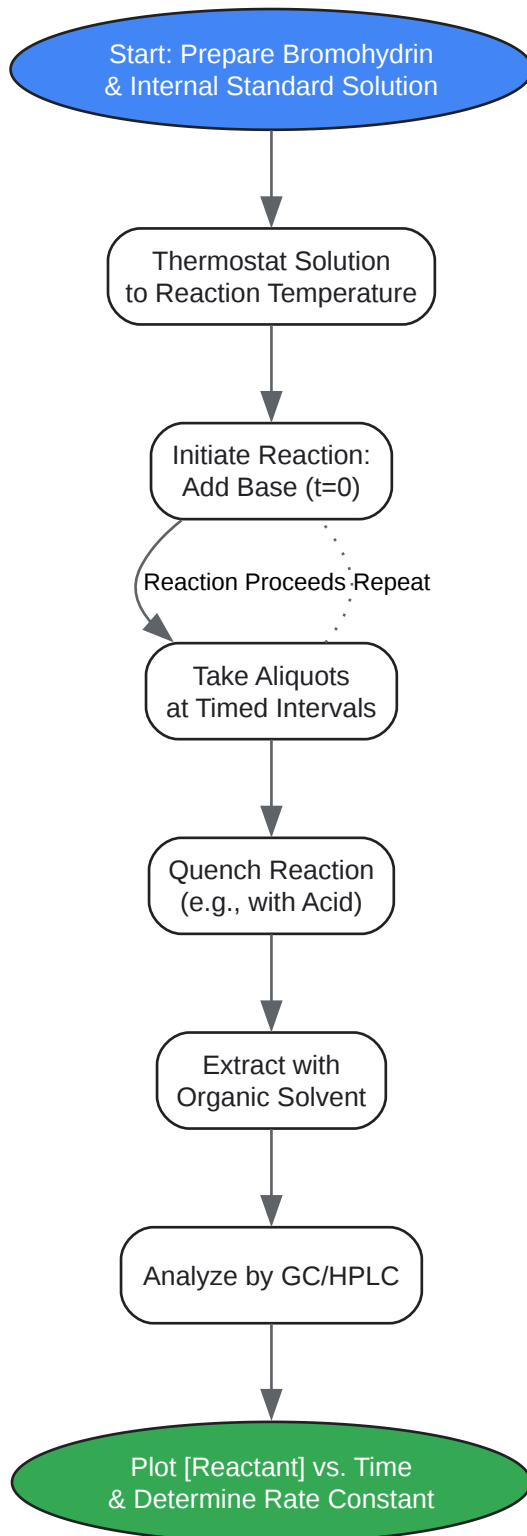 Start: Prepare Bromohydrin
& Internal Standard Solution
Thermostat Solution
to Reaction Temperature
Initiate Reaction:
Add Base (t=0)
Reaction Proceeds
Repeat
Take Aliquots
at Timed Intervals
Quench Reaction
(e.g., with Acid)
Extract with
Organic Solvent
Analyze by GC/HPLC
Plot [Reactant] vs. Time
& Determine Rate Constant